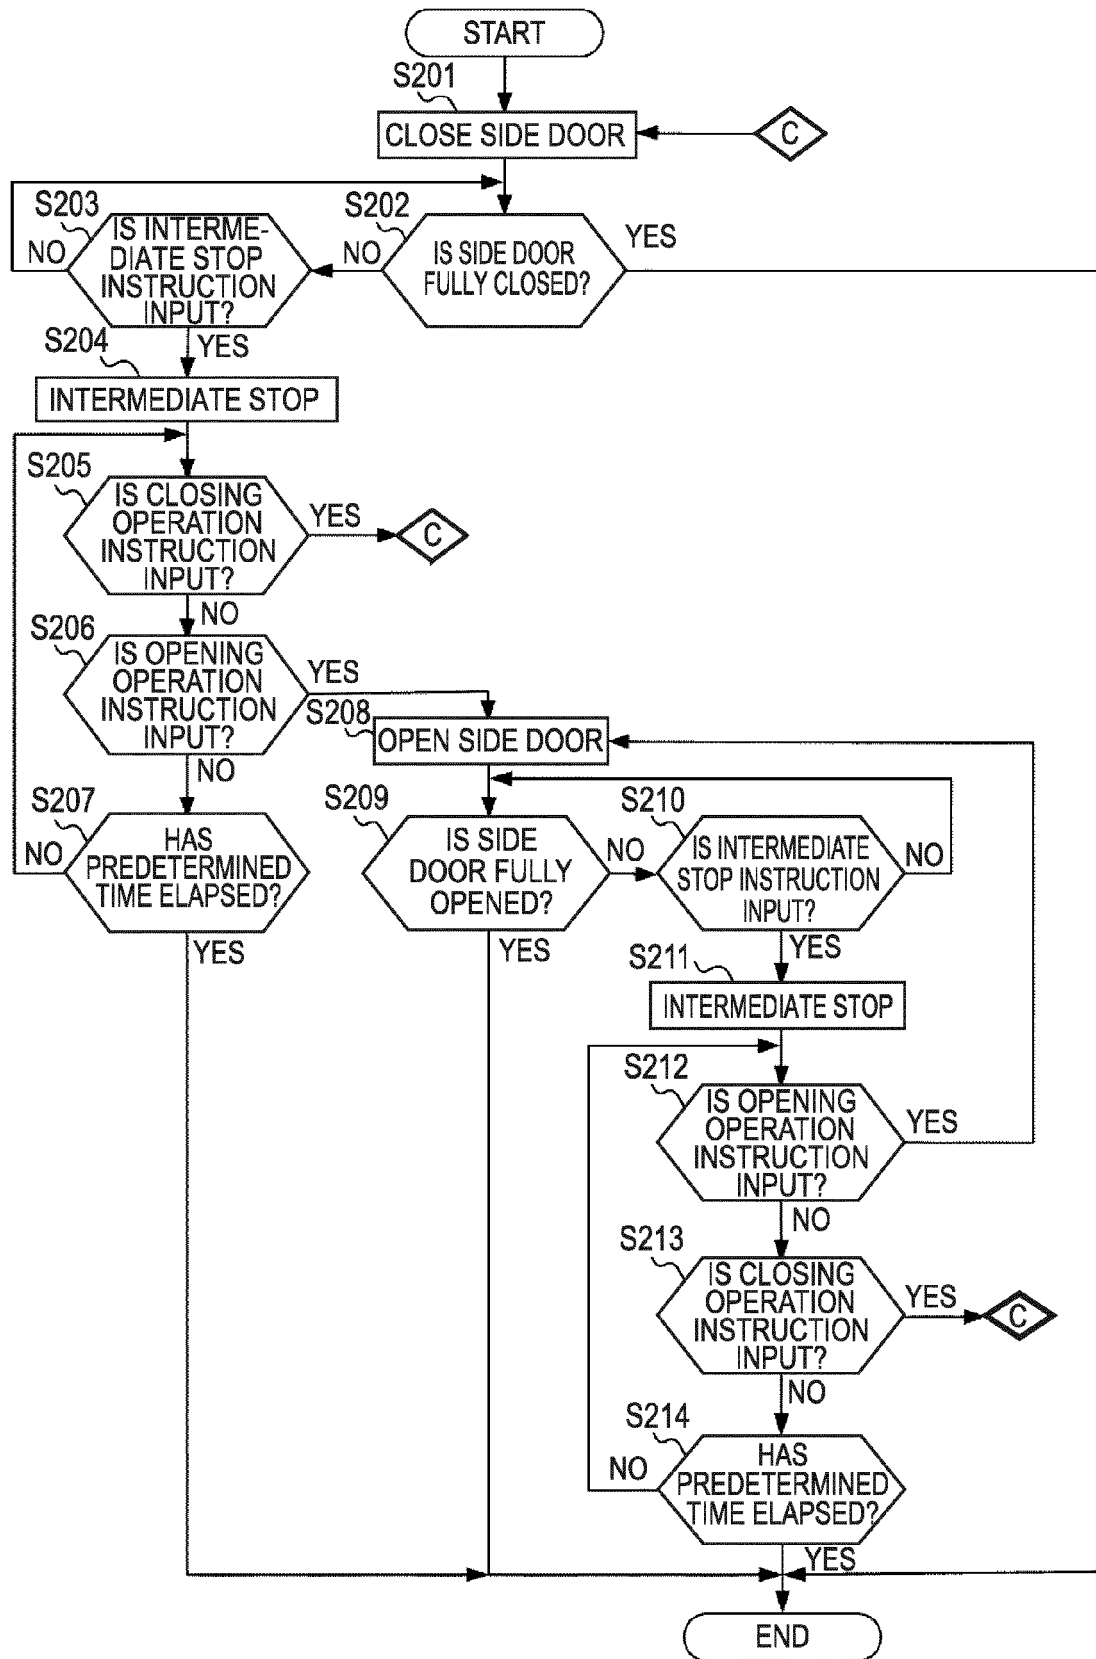 START
S201
CLOSE SIDE DOOR
C
S203
IS INTERME-
DIATE STOP
INSTRUCTION
INPUT?
NO
S202
NO
IS SIDE DOOR
FULLY CLOSED?
YES
YES
S204
INTERMEDIATE STOP
S205
IS CLOSING
OPERATION
INSTRUCTION
INPUT?
YES
C
NO
S206
IS OPENING
OPERATION
INSTRUCTION
INPUT?
YES
NO
S208
OPEN SIDE DOOR
S207
HAS
PREDETERMINED
TIME ELAPSED?
NO
YES
S209
IS SIDE
DOOR FULLY
OPENED?
NO
YES
S210
IS INTERMEDIATE
STOP INSTRUCTION
INPUT?
NO
YES
S211
INTERMEDIATE STOP
S212
IS OPENING
OPERATION
INSTRUCTION
INPUT?
YES
NO
S213
IS CLOSING
OPERATION
INSTRUCTION
INPUT?
YES
C
NO
S214
HAS
PREDETERMINED
TIME ELAPSED?
NO
YES
END